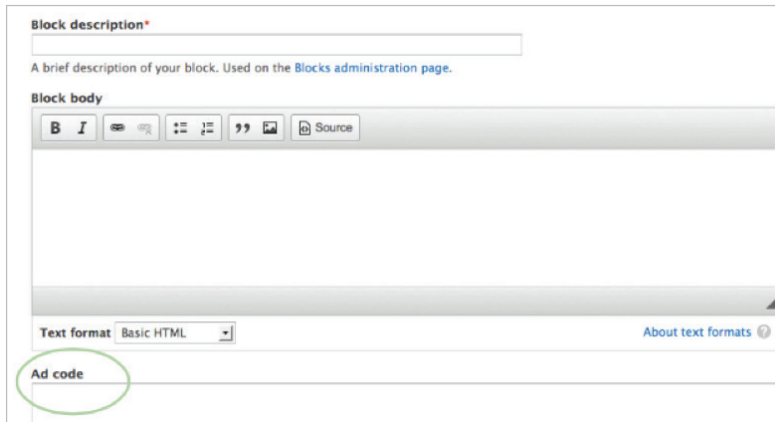 Block description*
A brief description of your block. Used on the Blocks administration page.
Block body
B I Source
Text format Basic HTML About text formats ?
Ad code